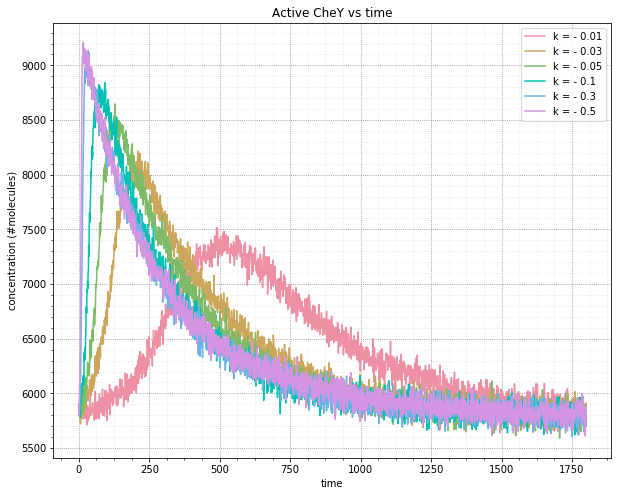 Active CheY vs time
k = - 0.01
k = - 0.03
k = - 0.05
k = - 0.1
k = - 0.3
k = - 0.5
concentration (#molecules)
9000
8500
8000
7500
7000
6500
6000
5500
0 250 500 750 1000 1250 1500 1750
time